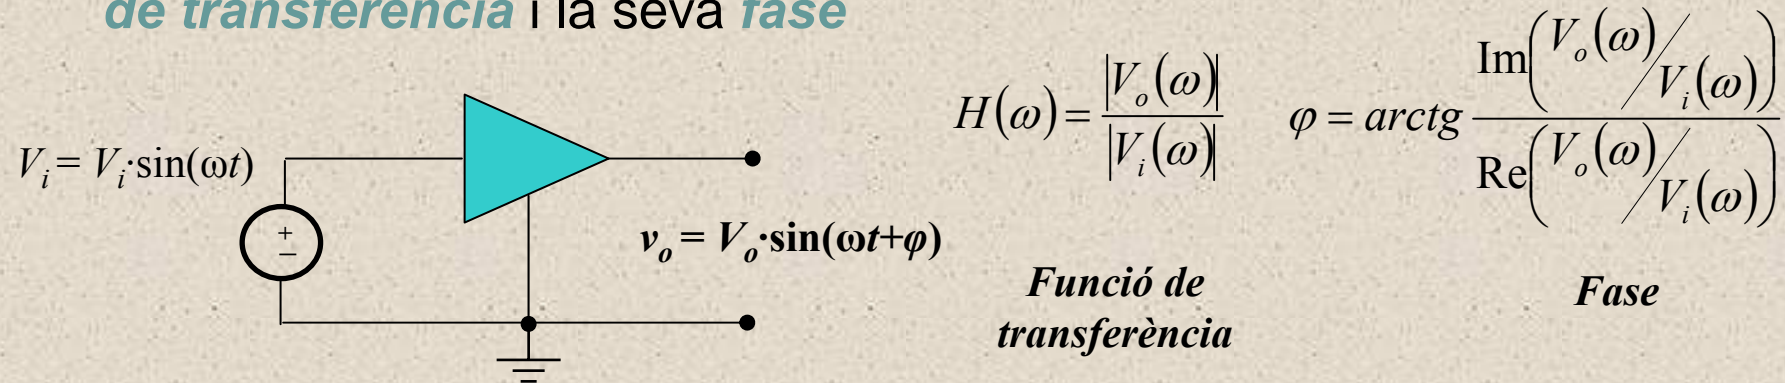 de transferència i la seva fase
V_i = V_i·sin(ωt)
+
−
v_o = V_o·sin(ωt+φ)
H(ω) = |V_o(ω)| / |V_i(ω)|
φ = arctg Im(V_o(ω)/V_i(ω)) / Re(V_o(ω)/V_i(ω))
Funció de
transferència
Fase